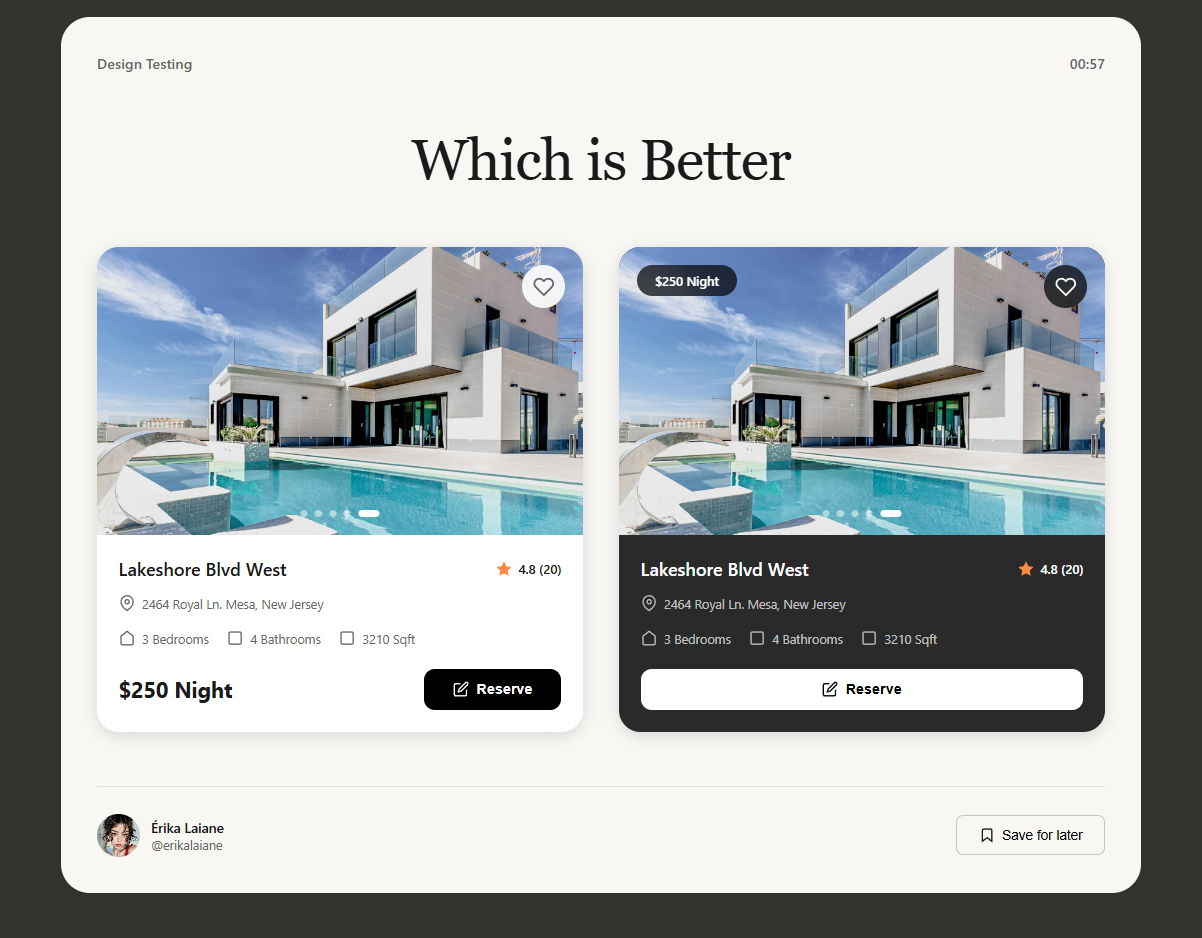 Design Testing
00:57
Which is Better
Lakeshore Blvd West
4.8 (20)
2464 Royal Ln. Mesa, New Jersey
3 Bedrooms
4 Bathrooms
3210 Sqft
$250 Night
Reserve
$250 Night
Lakeshore Blvd West
4.8 (20)
2464 Royal Ln. Mesa, New Jersey
3 Bedrooms
4 Bathrooms
3210 Sqft
Reserve
Érika Laiane
@erikalaiane
Save for later